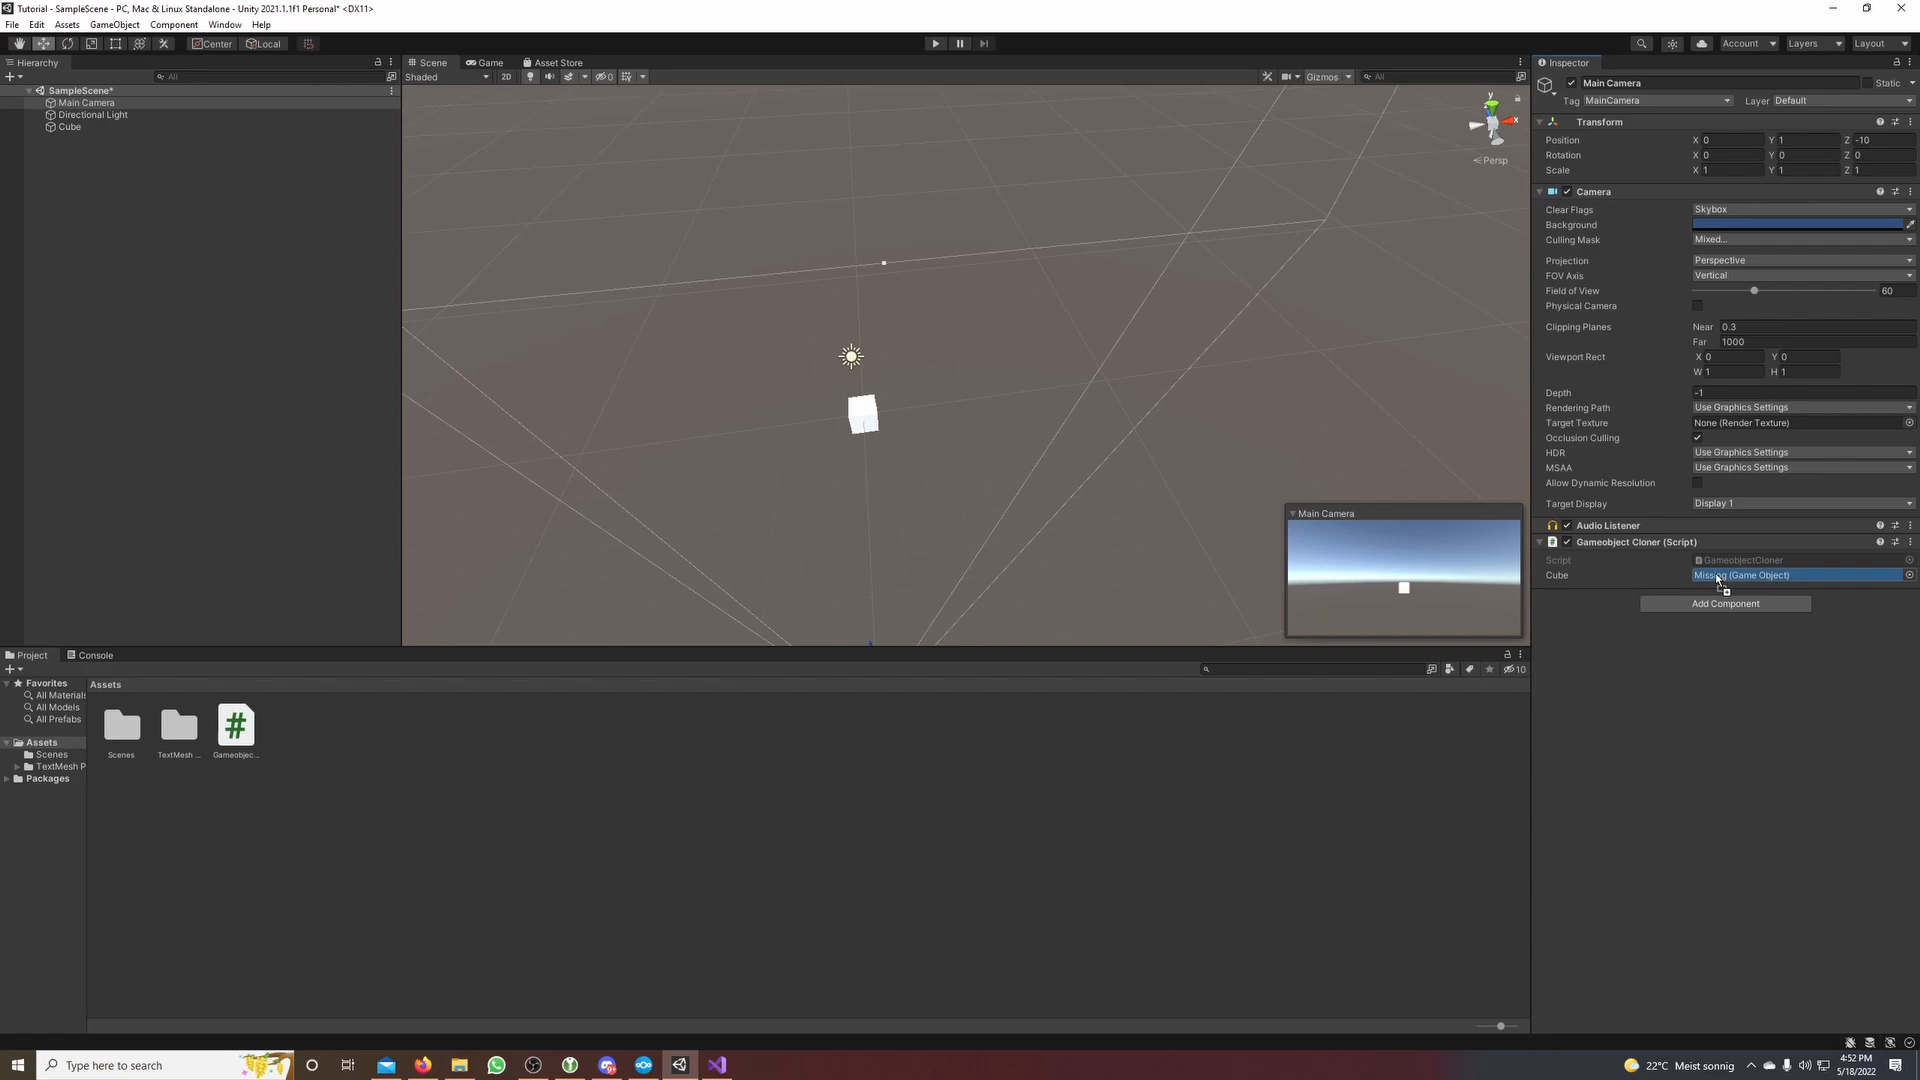 Tutorial - SampleScene - PC, Mac & Linux Standalone - Unity 2021.1.1f1 Personal* <DX11>
File Edit Assets GameObject Component Window Help
Center Local
Account Layers Layout
Hierarchy
All
SampleScene*
Main Camera
Directional Light
Cube
Scene Game Asset Store
Shaded 2D 0 Gizmos All
y
x
Persp
Main Camera
Inspector
Main Camera Static
Tag MainCamera Layer Default
Transform
Position X 0 Y 1 Z -10
Rotation X 0 Y 0 Z 0
Scale X 1 Y 1 Z 1
Camera
Clear Flags Skybox
Background
Culling Mask Mixed...
Projection Perspective
FOV Axis Vertical
Field of View 60
Physical Camera
Clipping Planes Near 0.3
Far 1000
Viewport Rect X 0 Y 0
W 1 H 1
Depth -1
Rendering Path Use Graphics Settings
Target Texture None (Render Texture)
Occlusion Culling
HDR Use Graphics Settings
MSAA Use Graphics Settings
Allow Dynamic Resolution
Target Display Display 1
Audio Listener
Gameobject Cloner (Script)
Script GameobjectCloner
Cube Missing (Game Object)
Add Component
Project Console
10
Favorites
All Materials
All Models
All Prefabs
Assets
Scenes
TextMesh P
Packages
Assets
Scenes TextMesh ... Gameobjec...
Type here to search
22°C Meist sonnig
4:52 PM
5/18/2022